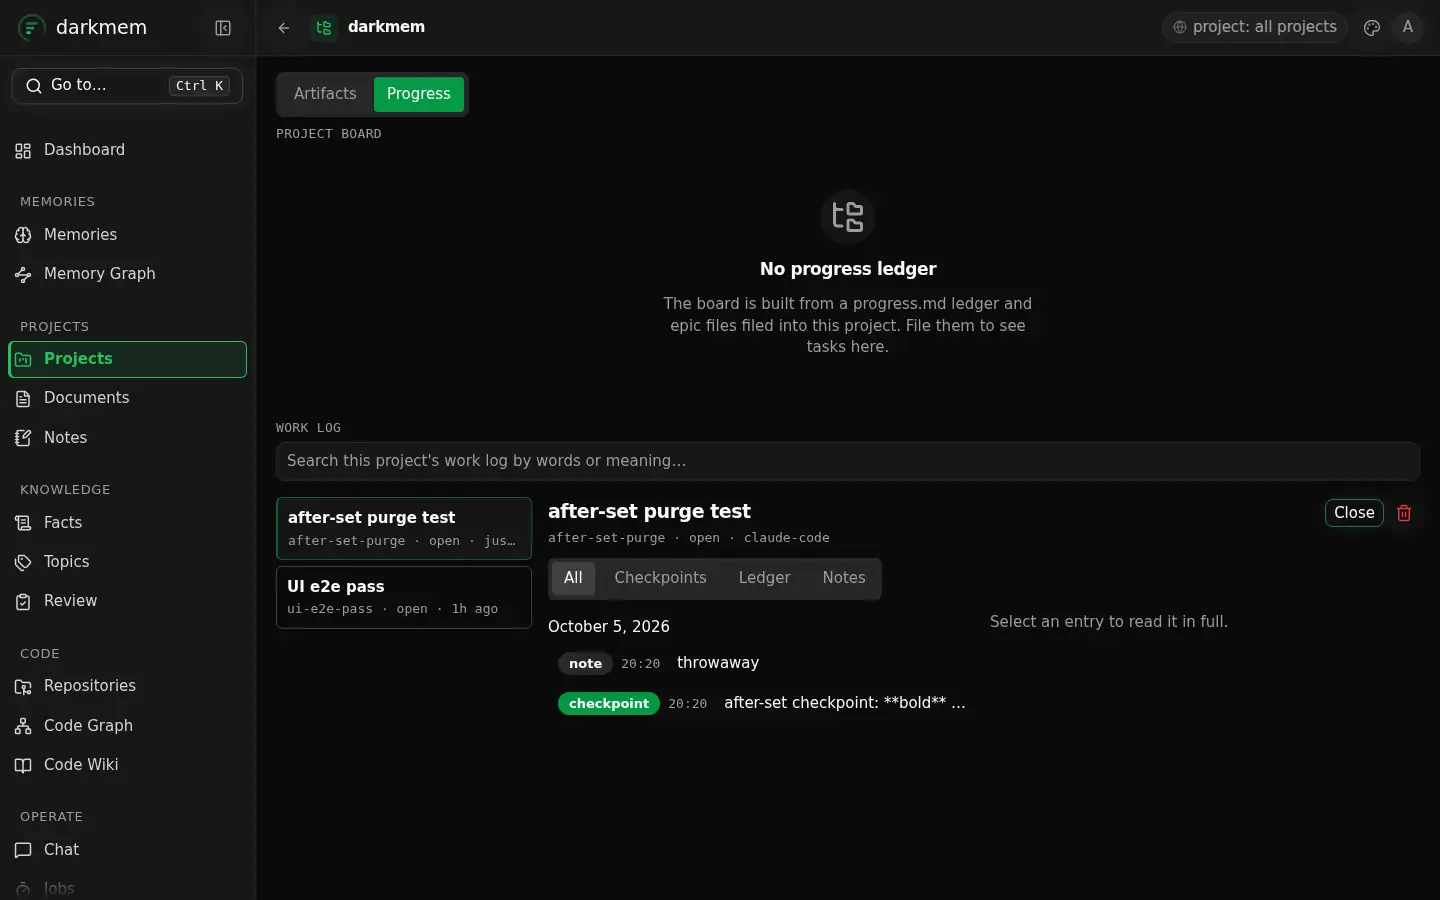 darkmem
darkmem
project: all projects
A
Go to...
Ctrl K
Artifacts
Progress
PROJECT BOARD
Dashboard
MEMORIES
Memories
Memory Graph
No progress ledger
The board is built from a progress.md ledger and
epic files filed into this project. File them to see
tasks here.
PROJECTS
Projects
Documents
Notes
WORK LOG
Search this project's work log by words or meaning...
KNOWLEDGE
Facts
Topics
Review
after-set purge test
after-set-purge · open · jus…
UI e2e pass
ui-e2e-pass · open · 1h ago
after-set purge test
Close
after-set-purge · open · claude-code
All
Checkpoints
Ledger
Notes
October 5, 2026
Select an entry to read it in full.
note 20:20 throwaway
checkpoint 20:20 after-set checkpoint: **bold** …
CODE
Repositories
Code Graph
Code Wiki
OPERATE
Chat
Jobs